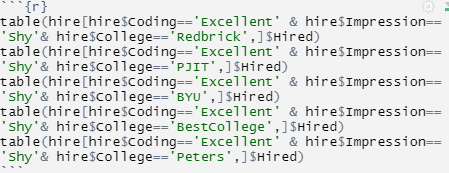 ```{r}
table(hire[hire$Coding=='Excellent' & hire$Impression==
'Shy'& hire$College=='Redbrick',]$Hired)
table(hire[hire$Coding=='Excellent' & hire$Impression==
'Shy'& hire$College=='PJIT',]$Hired)
table(hire[hire$Coding=='Excellent' & hire$Impression==
'Shy'& hire$College=='BYU',]$Hired)
table(hire[hire$Coding=='Excellent' & hire$Impression==
'Shy'& hire$College=='BestCollege',]$Hired)
table(hire[hire$Coding=='Excellent' & hire$Impression==
'Shy'& hire$College=='Peters',]$Hired)
```